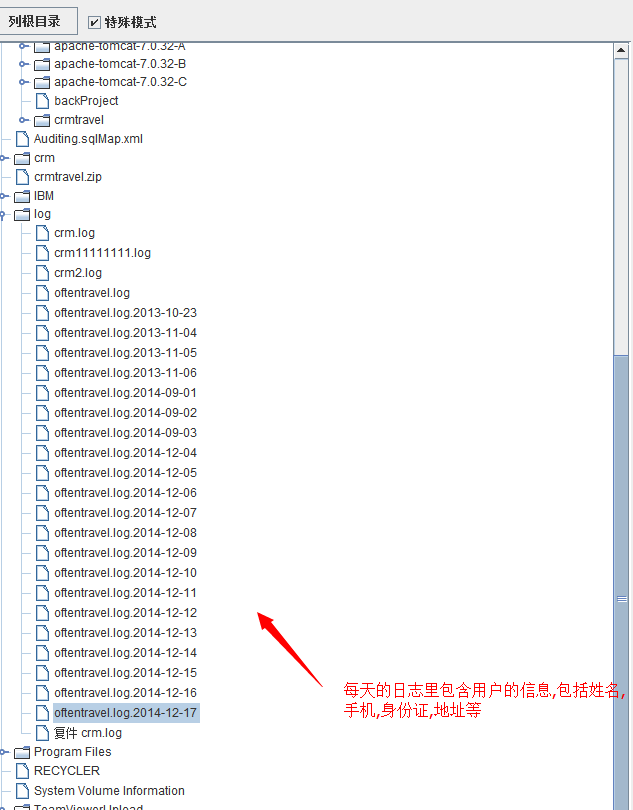 列根目录 特殊模式
apache-tomcat-7.0.32-A
apache-tomcat-7.0.32-B
apache-tomcat-7.0.32-C
backProject
crmtravel
Auditing.sqlMap.xml
crm
crmtravel.zip
IBM
log
crm.log
crm11111111.log
crm2.log
oftentravel.log
oftentravel.log.2013-10-23
oftentravel.log.2013-11-04
oftentravel.log.2013-11-05
oftentravel.log.2013-11-06
oftentravel.log.2014-09-01
oftentravel.log.2014-09-02
oftentravel.log.2014-09-03
oftentravel.log.2014-12-04
oftentravel.log.2014-12-05
oftentravel.log.2014-12-06
oftentravel.log.2014-12-07
oftentravel.log.2014-12-08
oftentravel.log.2014-12-09
oftentravel.log.2014-12-10
oftentravel.log.2014-12-11
oftentravel.log.2014-12-12
oftentravel.log.2014-12-13
oftentravel.log.2014-12-14
oftentravel.log.2014-12-15
oftentravel.log.2014-12-16
oftentravel.log.2014-12-17
复件 crm.log
每天的日志里包含用户的信息,包括姓名,
手机,身份证,地址等
Program Files
RECYCLER
System Volume Information
TeamViewerUpload